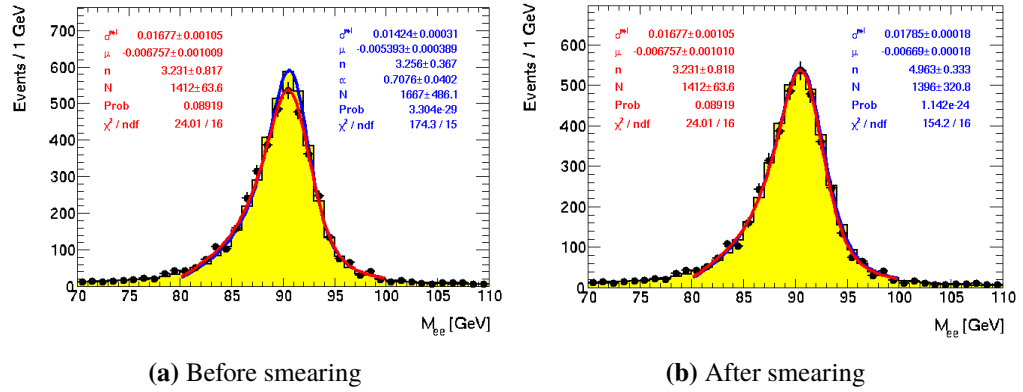 Events / 1 GeV
700
600
500
400
300
200
100
0
σʳᵉˡ 0.01677±0.00105
μ -0.006757±0.001009
n 3.231±0.817
N 1412±63.6
Prob 0.08919
χ² / ndf 24.01 / 16
σʳᵉˡ 0.01424±0.00031
μ -0.005393±0.000389
n 3.256±0.367
α 0.7076±0.0402
N 1667±486.1
Prob 3.304e-29
χ² / ndf 174.3 / 15
70 75 80 85 90 95 100 105 110
M_ee [GeV]
(a) Before smearing
Events / 1 GeV
600
500
400
300
200
100
0
σʳᵉˡ 0.01677±0.00105
μ -0.006757±0.001010
n 3.231±0.818
N 1412±63.6
Prob 0.08919
χ² / ndf 24.01 / 16
σʳᵉˡ 0.01785±0.00018
μ -0.00669±0.00018
n 4.963±0.333
N 1396±320.8
Prob 1.142e-24
χ² / ndf 154.2 / 16
70 75 80 85 90 95 100 105 110
M_ee [GeV]
(b) After smearing